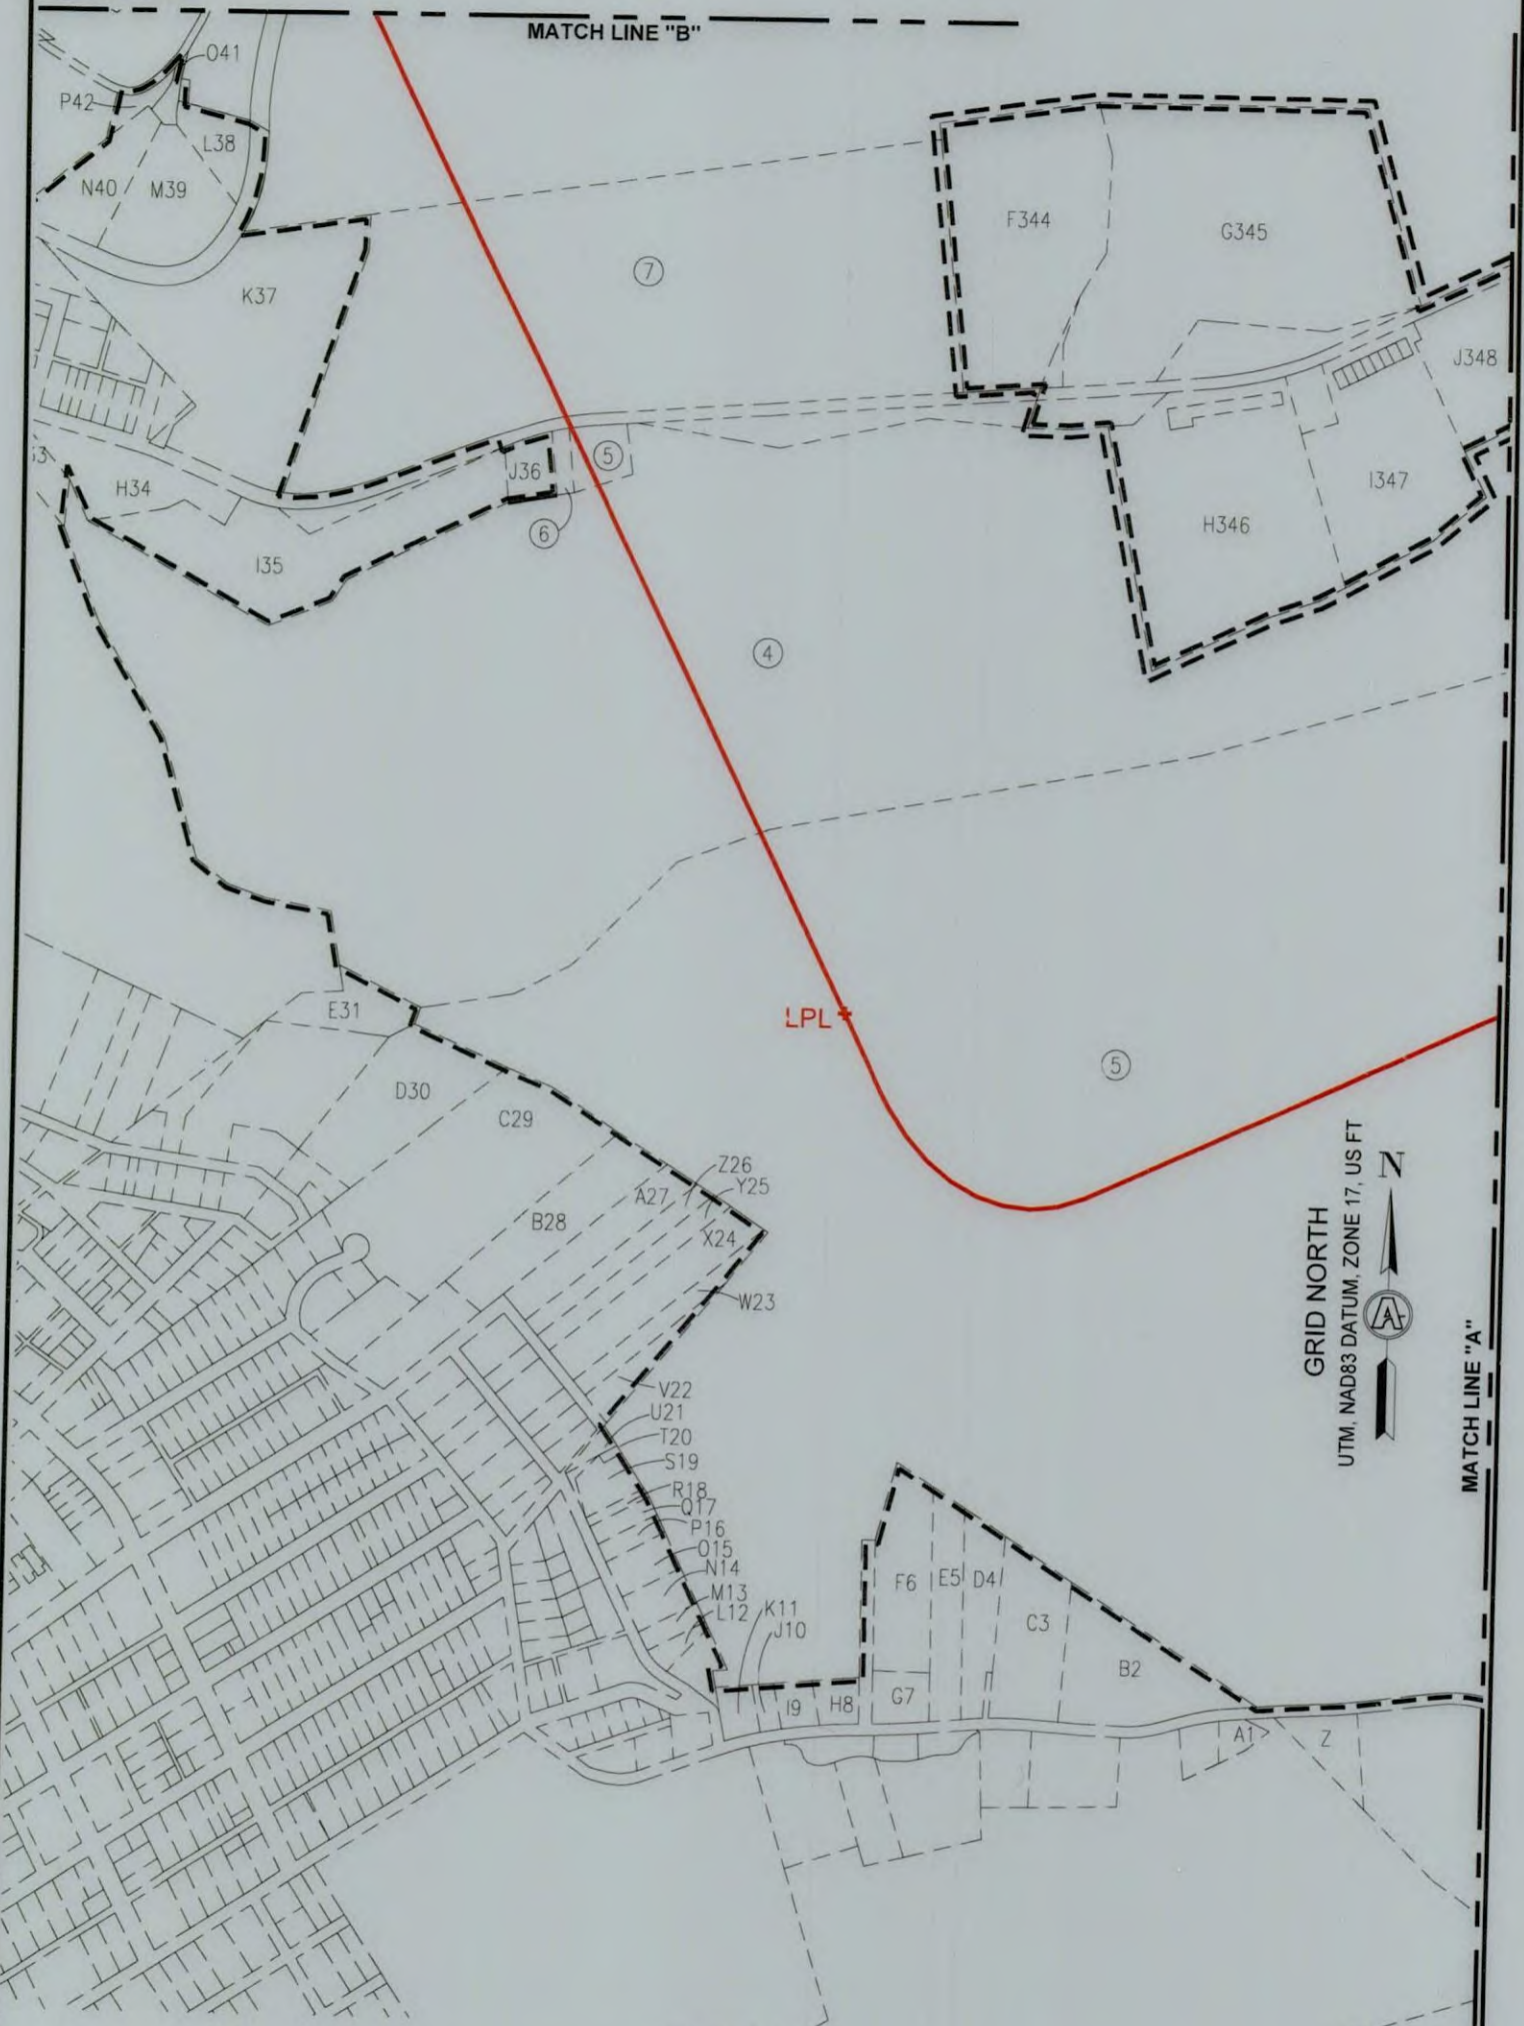 MATCH LINE "B"
O41
P42
L38
N40
M39
F344
G345
7
K37
J348
J36
5
H34
I347
6
H346
I35
4
E31
LPL
5
D30
C29
Z26
Y25
A27
B28
X24
W23
N
GRID NORTH
UTM, NAD83 DATUM, ZONE 17, US FT
A
MATCH LINE "A"
V22
U21
T20
S19
R18
Q17
P16
O15
N14
M13
L12
K11
J10
F6
E5
D4
C3
B2
I9
H8
G7
A1
Z